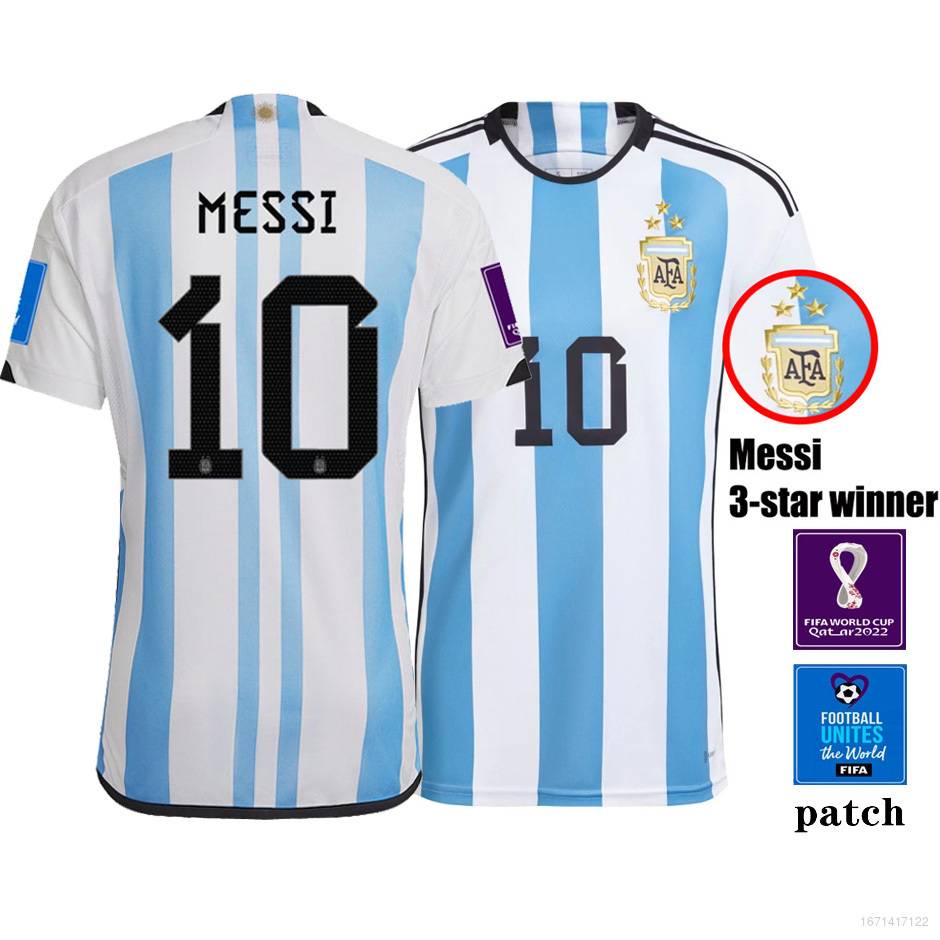 MESSI
10
10
AFA
AFA
Messi
3-star winner
FIFA WORLD CUP
Qatar2022
FOOTBALL
UNITES
the World
FIFA
patch
1671417122